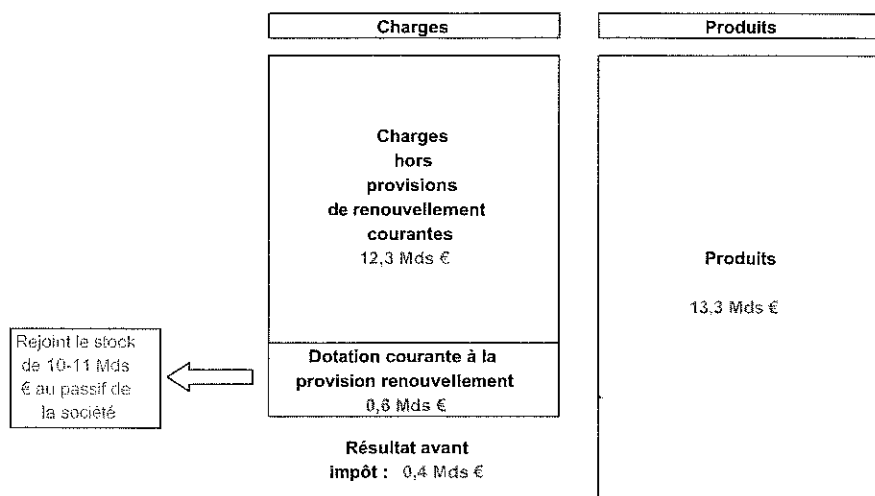 Charges
Produits
Charges
hors
provisions
de renouvellement
courantes
12,3 Mds €
Produits
13,3 Mds €
Rejoint le stock
de 10-11 Mds
€ au passif de
la société
Dotation courante à la
provision renouvellement
0,6 Mds €
Résultat avant
impôt : 0,4 Mds €